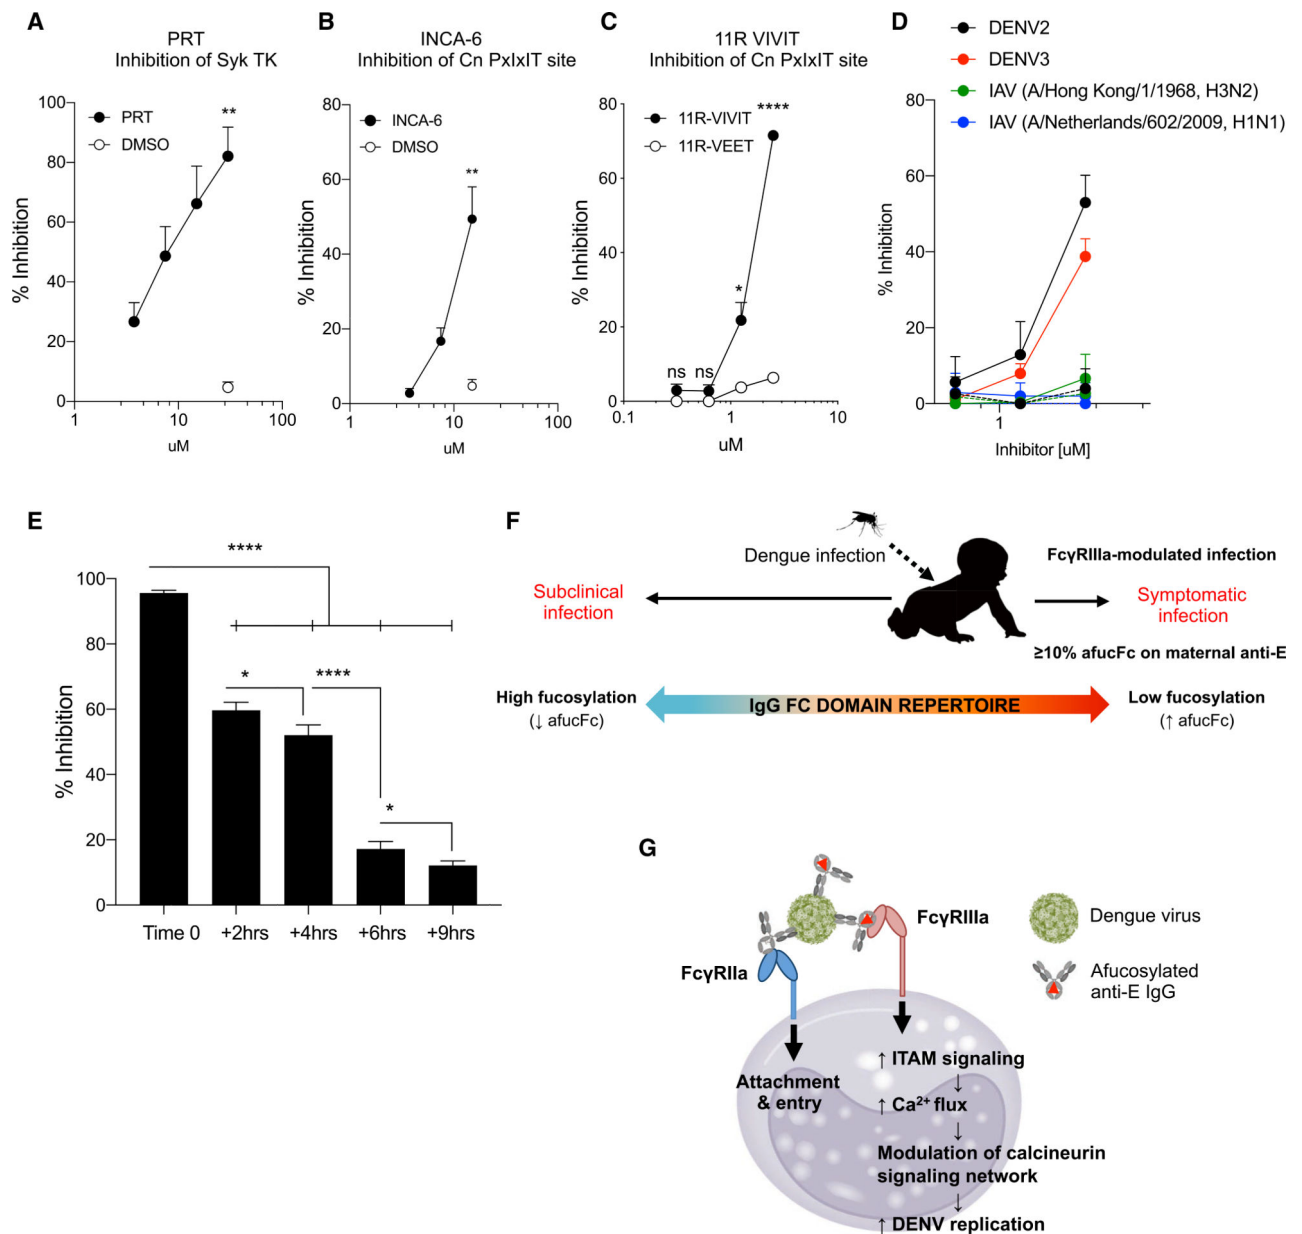 A
PRT
Inhibition of Syk TK
% Inhibition
100
80
60
40
20
0
PRT
DMSO
**
1
10
100
uM
B
INCA-6
Inhibition of Cn PxIxIT site
% Inhibition
80
60
40
20
0
INCA-6
DMSO
**
1
10
100
uM
C
11R VIVIT
Inhibition of Cn PxIxIT site
% Inhibition
80
60
40
20
0
11R-VIVIT
11R-VEET
ns
ns
*
****
0.1
1
10
uM
D
DENV2
DENV3
IAV (A/Hong Kong/1/1968, H3N2)
IAV (A/Netherlands/602/2009, H1N1)
% Inhibition
80
60
40
20
0
1
Inhibitor [uM]
E
% Inhibition
100
80
60
40
20
0
****
*
****
*
Time 0
+2hrs
+4hrs
+6hrs
+9hrs
F
Dengue infection
FcγRIIIa-modulated infection
Subclinical
infection
Symptomatic
infection
≥10% afucFc on maternal anti-E
High fucosylation
(↓ afucFc)
IgG FC DOMAIN REPERTOIRE
Low fucosylation
(↑ afucFc)
G
FcγRIIIa
FcγRIIa
Dengue virus
Afucosylated
anti-E IgG
Attachment
& entry
↑ ITAM signaling
↓
↑ Ca²⁺ flux
↓
Modulation of calcineurin
signaling network
↓
↑ DENV replication